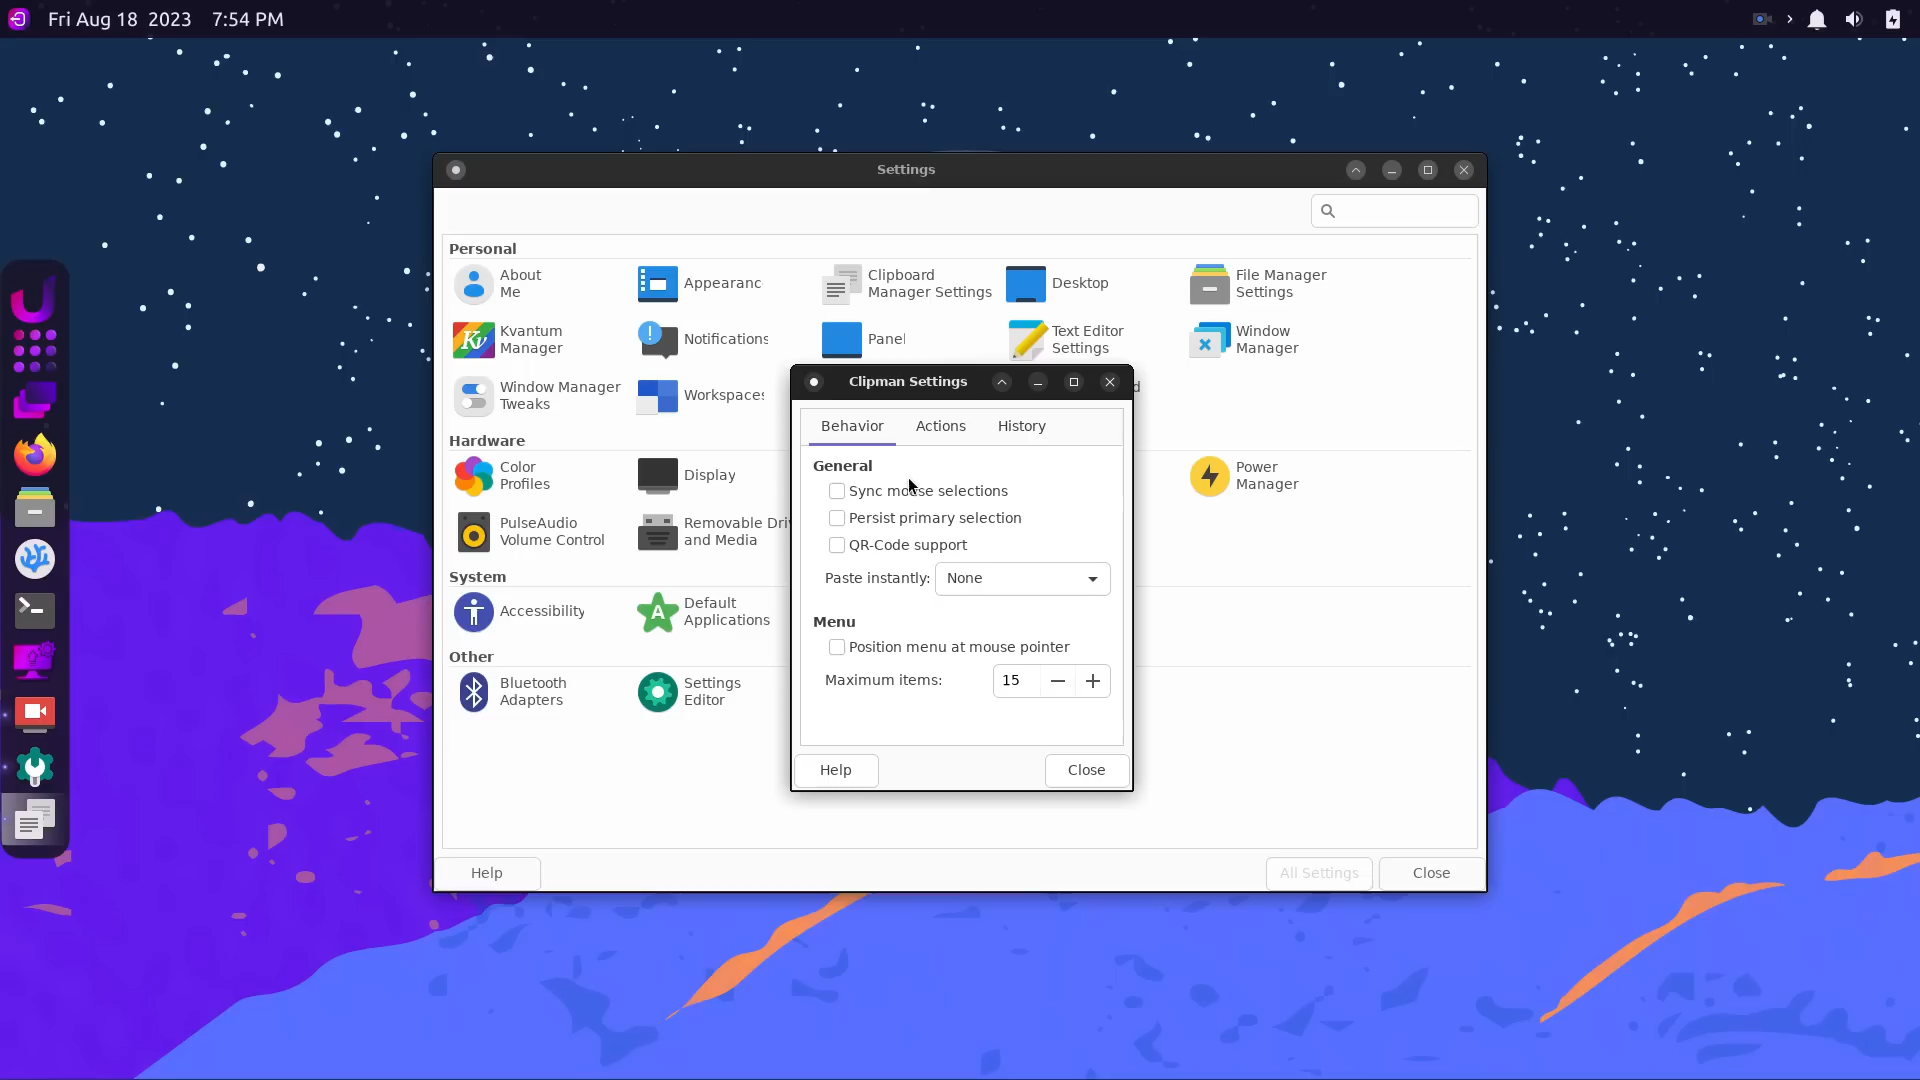 Fri Aug 18 2023 7:54 PM
Settings
Personal
About Me
Appearanc
Clipboard Manager Settings
Desktop
File Manager Settings
Kvantum Manager
Notifications
Panel
Text Editor Settings
Window Manager
Window Manager Tweaks
Workspaces
Clipman Settings
Behavior Actions History
General
Sync mouse selections
Persist primary selection
QR-Code support
Paste instantly: None
Menu
Position menu at mouse pointer
Maximum items: 15
Help Close
Hardware
Color Profiles
Display
Power Manager
PulseAudio Volume Control
Removable Dri and Media
System
Accessibility
Default Applications
Other
Bluetooth Adapters
Settings Editor
Help All Settings Close